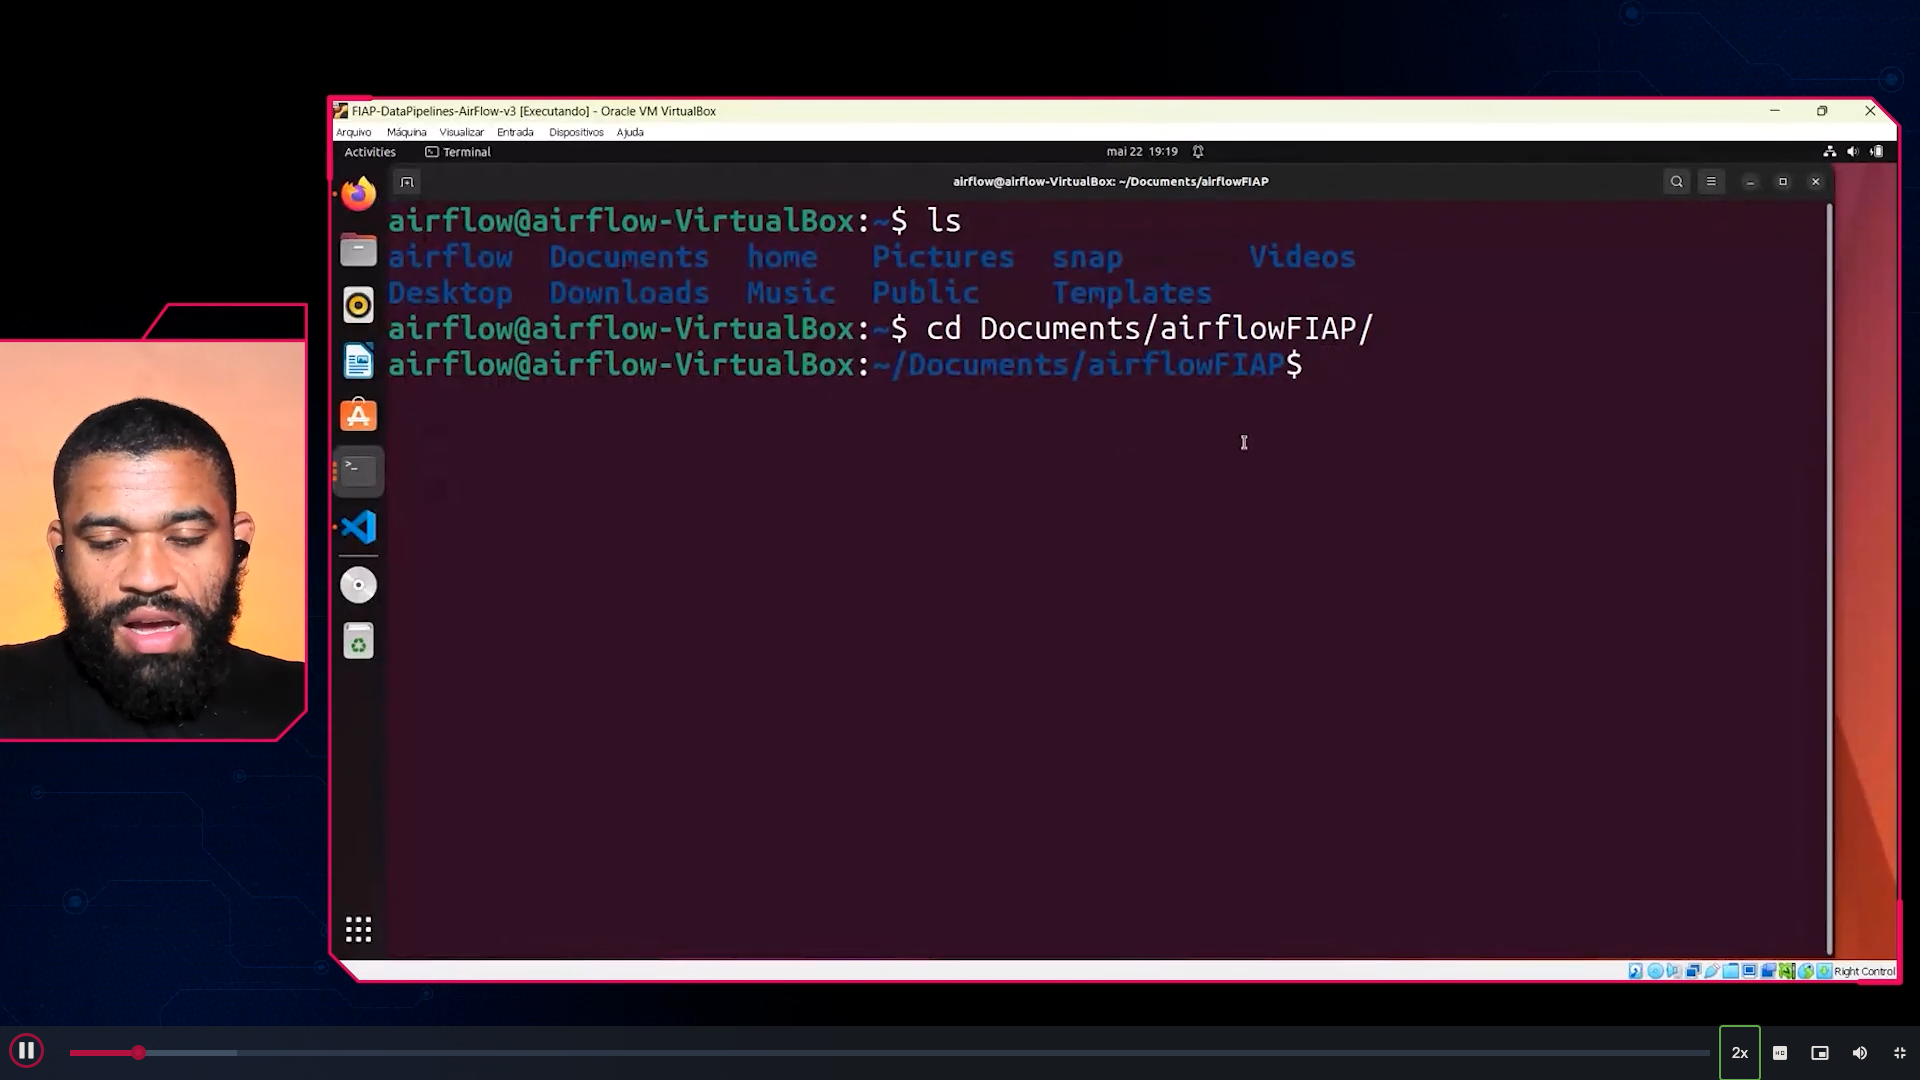 FIAP-DataPipelines-AirFlow-v3 [Executando] - Oracle VM VirtualBox
Arquivo Máquina Visualizar Entrada Dispositivos Ajuda
Activities Terminal mai 22 19:19
airflow@airflow-VirtualBox: ~/Documents/airflowFIAP
airflow@airflow-VirtualBox:~$ ls
airflow Documents home Pictures snap Videos
Desktop Downloads Music Public Templates
airflow@airflow-VirtualBox:~$ cd Documents/airflowFIAP/
airflow@airflow-VirtualBox:~/Documents/airflowFIAP$
Right Control
2x
HD